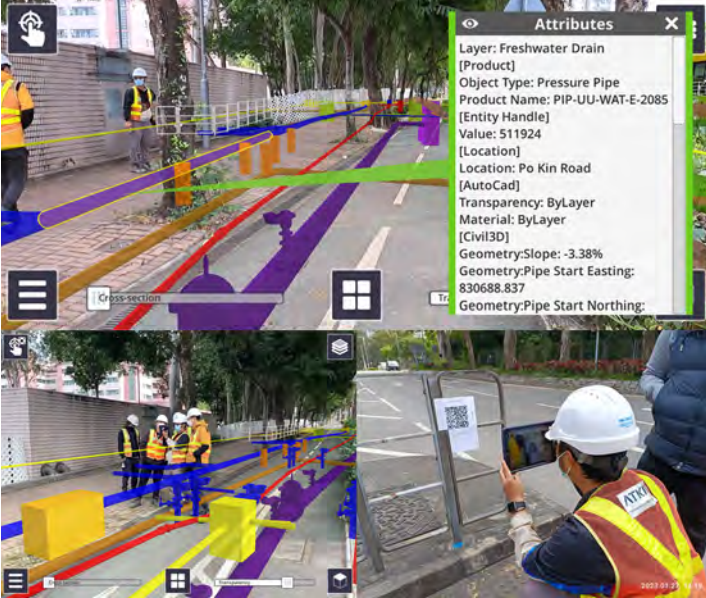 Attributes
Layer: Freshwater Drain
[Product]
Object Type: Pressure Pipe
Product Name: PIP-UU-WAT-E-2085
[Entity Handle]
Value: 511924
[Location]
Location: Po Kin Road
[AutoCad]
Transparency: ByLayer
Material: ByLayer
[Civil3D]
Geometry:Slope: -3.38%
Geometry:Pipe Start Easting:
830688.837
Geometry:Pipe Start Northing:
Cross-section
Transparency